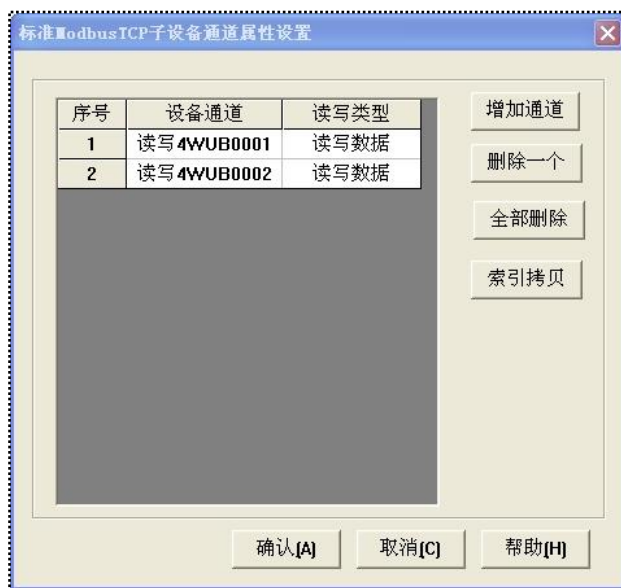 标准ModbusTCP子设备通道属性设置
序号 设备通道 读写类型
1 读写4WUB0001 读写数据
2 读写4WUB0002 读写数据
增加通道
删除一个
全部删除
索引拷贝
确认(A) 取消(C) 帮助(H)